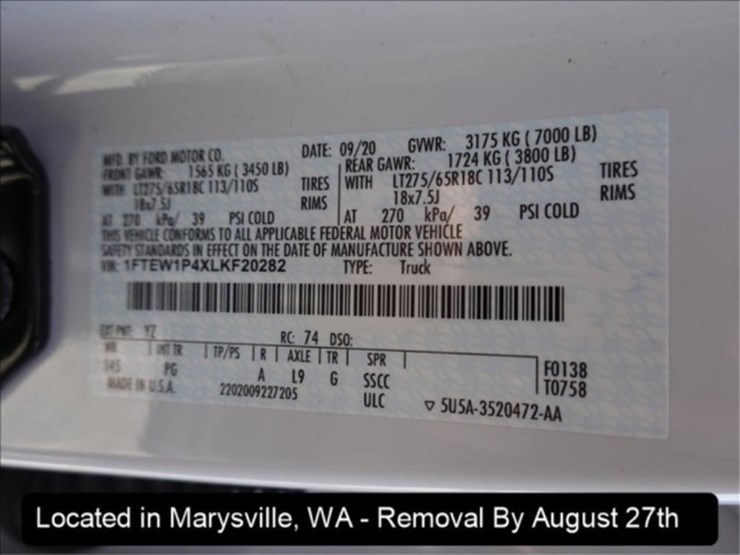 MFD. BY FORD MOTOR CO. DATE: 09/20 GVWR: 3175 KG ( 7000 LB)
FRONT GAWR: 1565 KG ( 3450 LB) REAR GAWR: 1724 KG ( 3800 LB)
WITH LT275/65R18C 113/110S TIRES WITH LT275/65R18C 113/110S TIRES
18x7.5J RIMS 18x7.5J RIMS
AT 270 kPa/ 39 PSI COLD AT 270 kPa/ 39 PSI COLD
THIS VEHICLE CONFORMS TO ALL APPLICABLE FEDERAL MOTOR VEHICLE
SAFETY STANDARDS IN EFFECT ON THE DATE OF MANUFACTURE SHOWN ABOVE.
VIN: 1FTEW1P4XLKF20282 TYPE: Truck
EXT PNT: YZ RC: 74 DSO:
WB INT TR TP/PS R AXLE TR SPR F0138
145 PG A L9 G SSCC T0758
MADE IN U.S.A. 2202009227205 ULC ▽ 5U5A-3520472-AA
Located in Marysville, WA - Removal By August 27th